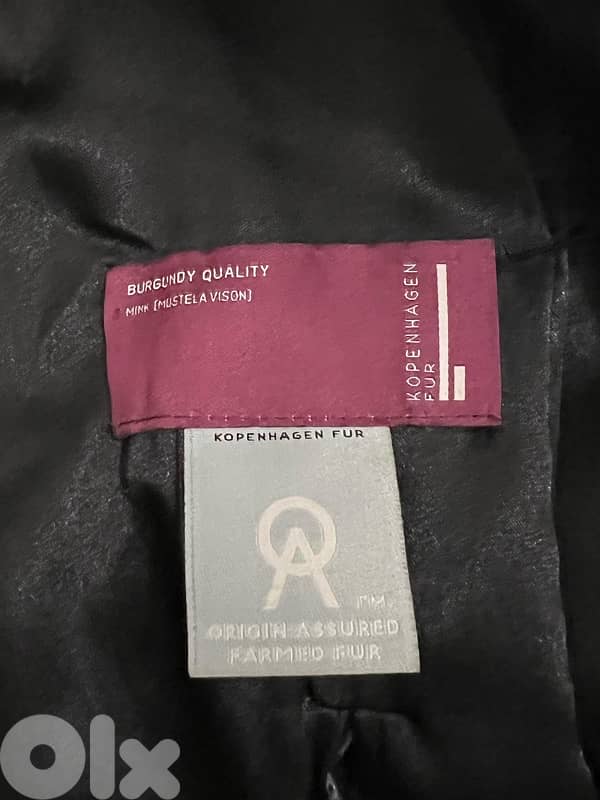 BURGUNDY QUALITY
MINK [MUSTELA VISON]
KOPENHAGEN
FUR
KOPENHAGEN FUR
OA
TM
ORIGIN ASSURED
FARMED FUR
Olx